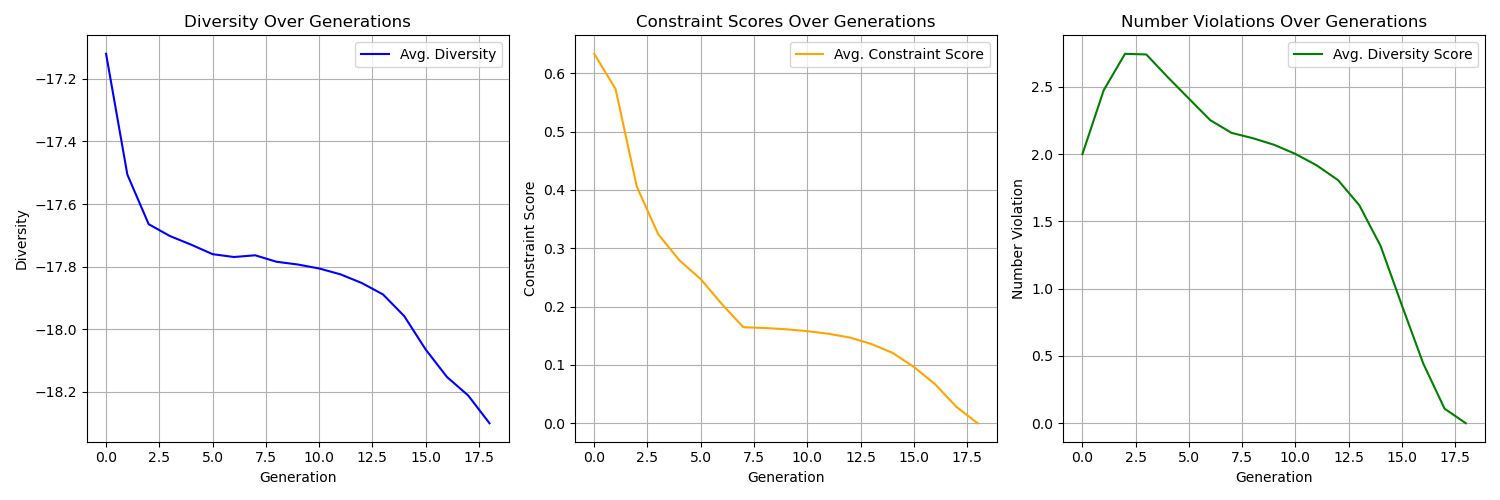 Diversity Over Generations
Avg. Diversity
Diversity
−17.2
−17.4
−17.6
−17.8
−18.0
−18.2
0.0 2.5 5.0 7.5 10.0 12.5 15.0 17.5
Generation
Constraint Scores Over Generations
Avg. Constraint Score
Constraint Score
0.6
0.5
0.4
0.3
0.2
0.1
0.0
0.0 2.5 5.0 7.5 10.0 12.5 15.0 17.5
Generation
Number Violations Over Generations
Avg. Diversity Score
Number Violation
2.5
2.0
1.5
1.0
0.5
0.0
0.0 2.5 5.0 7.5 10.0 12.5 15.0 17.5
Generation